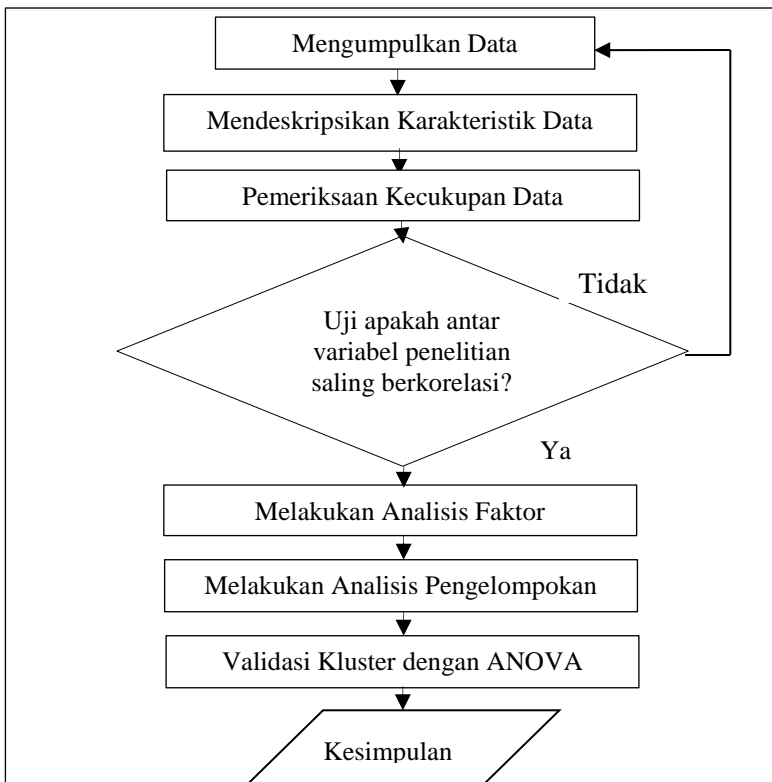 Mengumpulkan Data
Mendeskripsikan Karakteristik Data
Pemeriksaan Kecukupan Data
Tidak
Uji apakah antar
variabel penelitian
saling berkorelasi?
Ya
Melakukan Analisis Faktor
Melakukan Analisis Pengelompokan
Validasi Kluster dengan ANOVA
Kesimpulan